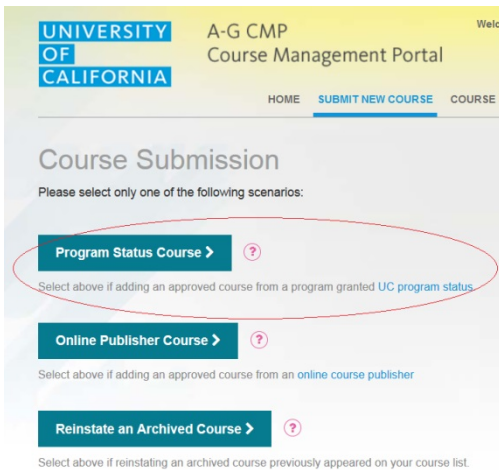 UNIVERSITY
OF
CALIFORNIA
A-G CMP
Course Management Portal
Welc
HOME SUBMIT NEW COURSE COURSE
Course Submission
Please select only one of the following scenarios:
Program Status Course > ?
Select above if adding an approved course from a program granted UC program status
Online Publisher Course > ?
Select above if adding an approved course from an online course publisher
Reinstate an Archived Course > ?
Select above if reinstating an archived course previously appeared on your course list.